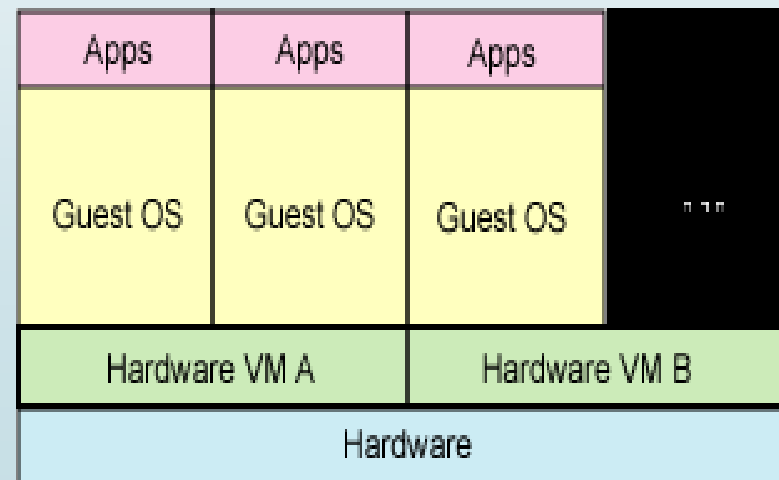 Apps Apps Apps
Guest OS Guest OS Guest OS ...
Hardware VM A Hardware VM B
Hardware